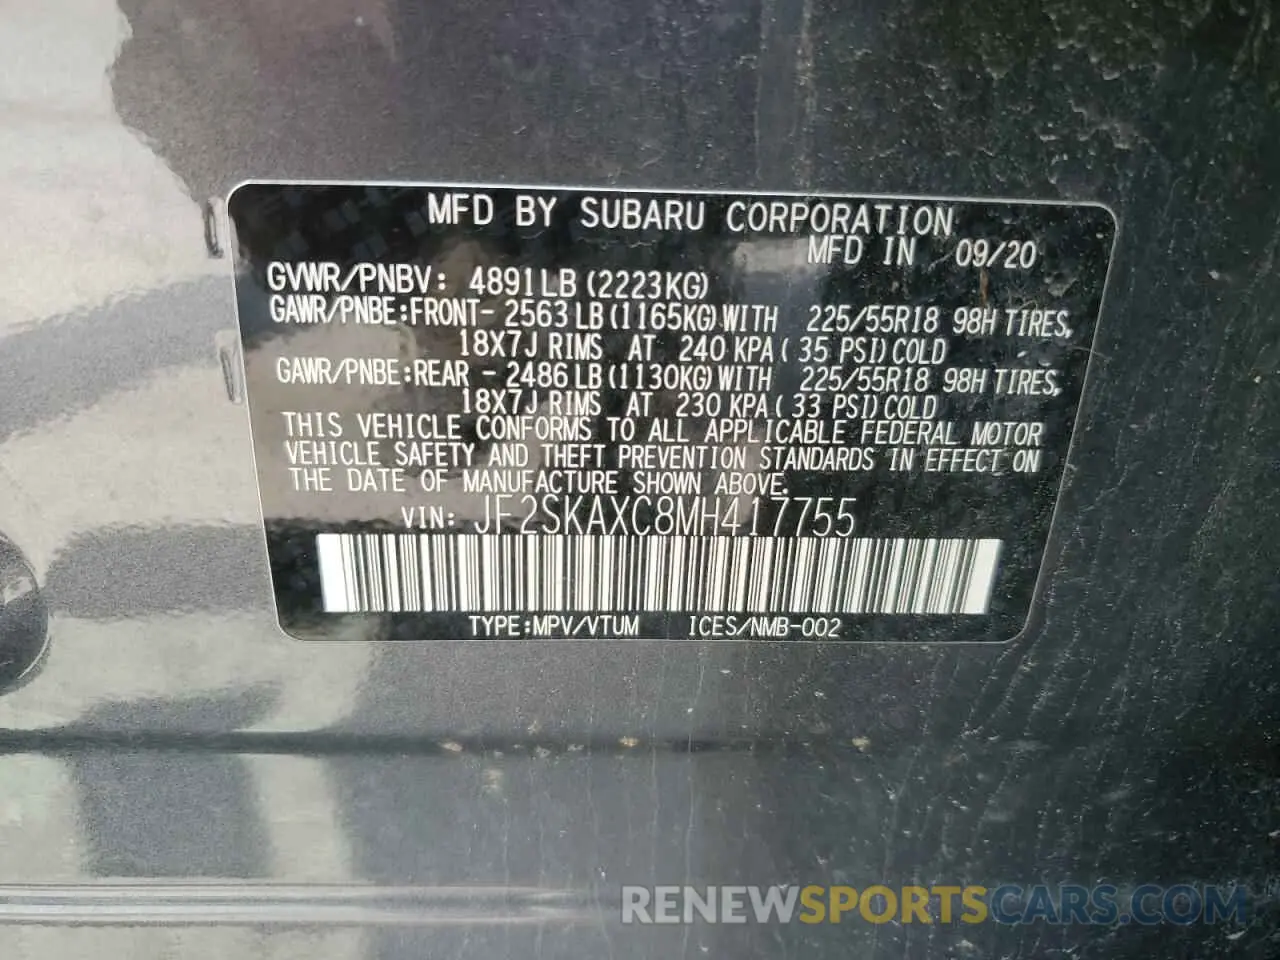 MFD BY SUBARU CORPORATION
MFD IN 09/20
GVWR/PNBV: 4891LB (2223KG)
GAWR/PNBE:FRONT- 2563LB(1165KG)WITH 225/55R18 98H TIRES,
18X7J RIMS AT 240 KPA( 35 PSI)COLD
GAWR/PNBE:REAR - 2486LB(1130KG)WITH 225/55R18 98H TIRES,
18X7J RIMS AT 230 KPA( 33 PSI)COLD
THIS VEHICLE CONFORMS TO ALL APPLICABLE FEDERAL MOTOR
VEHICLE SAFETY AND THEFT PREVENTION STANDARDS IN EFFECT ON
THE DATE OF MANUFACTURE SHOWN ABOVE.
VIN: JF2SKAXC8MH417755
TYPE:MPV/VTUM ICES/NMB-002
RENEWSPORTSCARS.COM